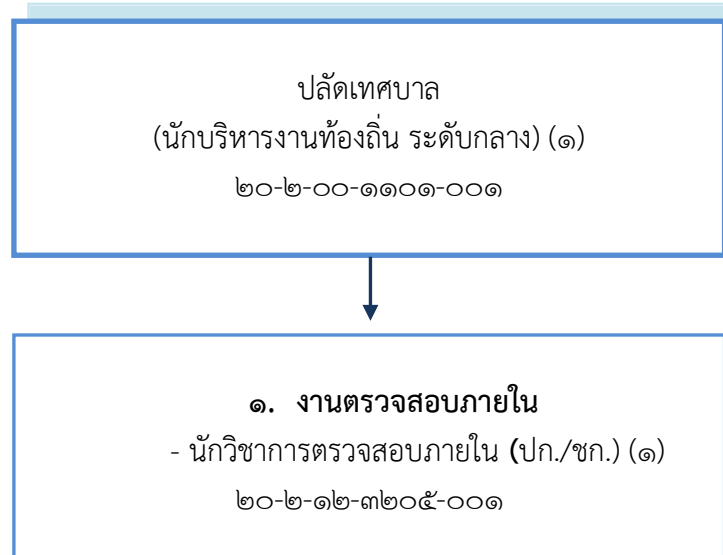 ปลัดเทศบาล
(นักบริหารงานท้องถิ่น ระดับกลาง) (๑)
๒๐-๒-๐๐-๑๑๐๑-๐๐๑
๑. งานตรวจสอบภายใน
- นักวิชาการตรวจสอบภายใน (ปก./ชก.) (๑)
๒๐-๒-๑๒-๓๒๐๕-๐๐๑